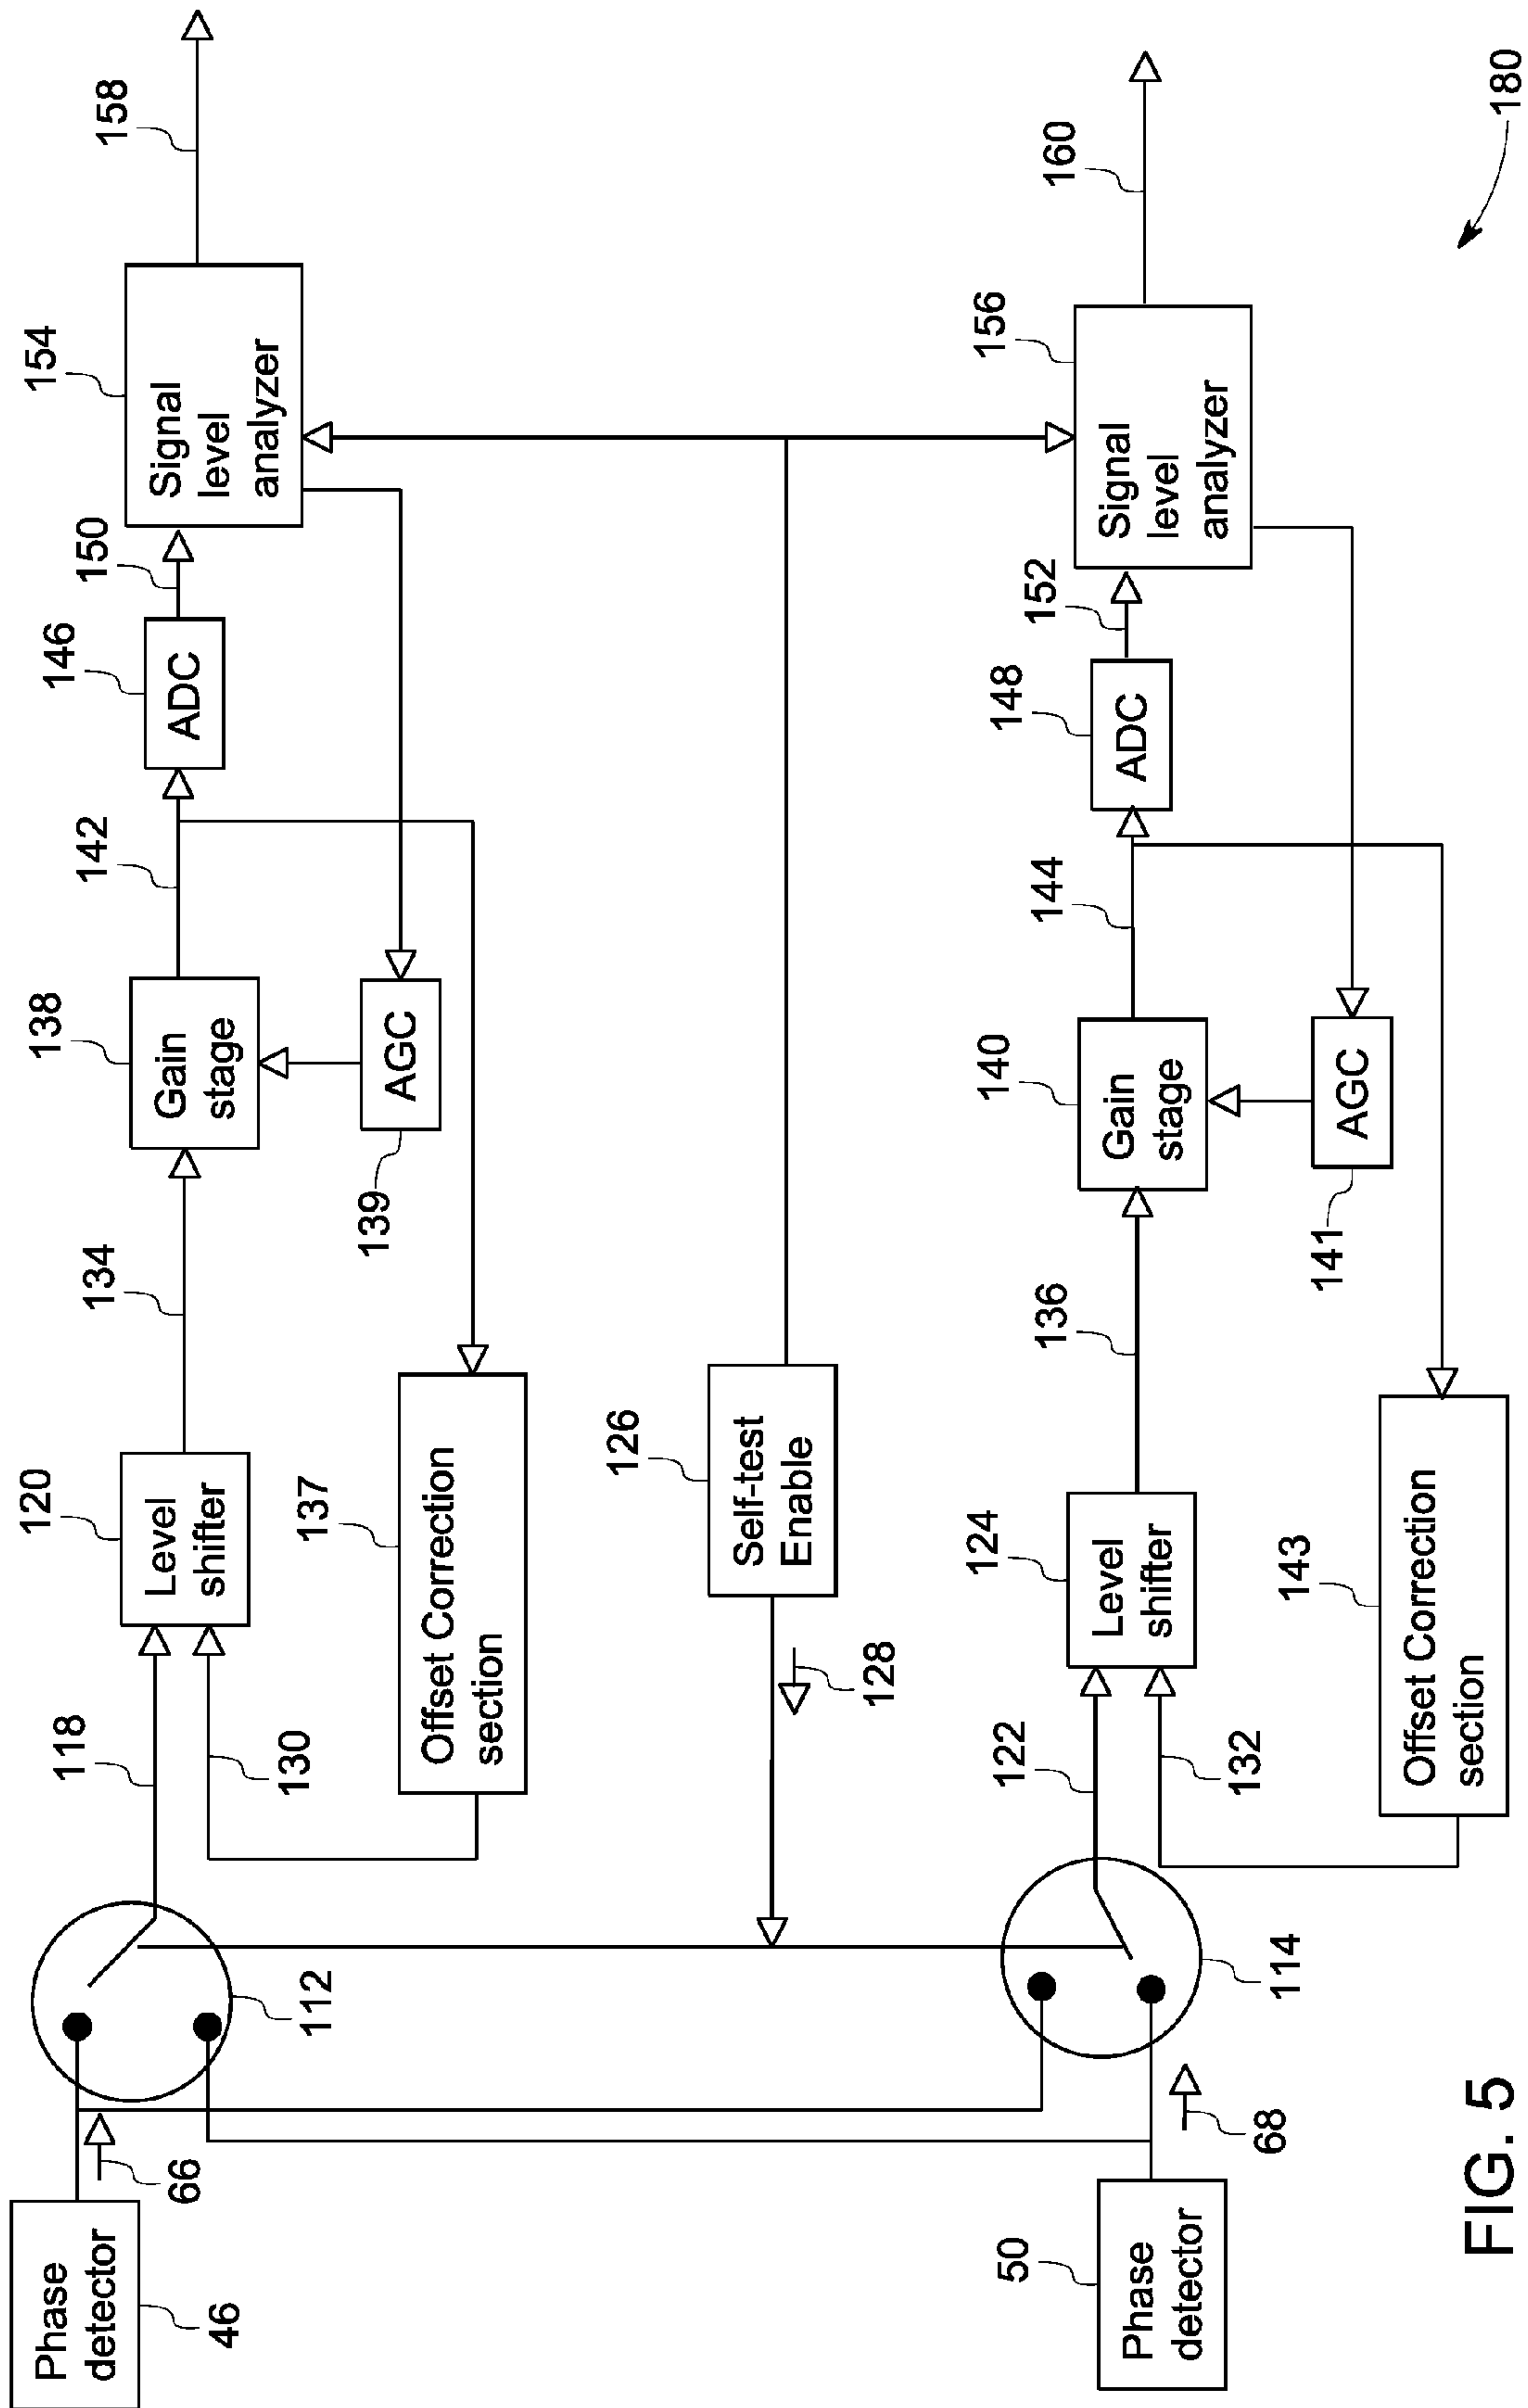 46
Phase
detector
66
112
118
130
120
Level
shifter
134
137
Offset Correction
section
138
Gain
stage
139
AGC
142
146
ADC
150
154
Signal
level
analyzer
158
126
Self-test
Enable
128
50
Phase
detector
68
114
122
132
124
Level
shifter
136
143
Offset Correction
section
140
Gain
stage
141
AGC
144
148
ADC
152
156
Signal
level
analyzer
160
180
FIG. 5